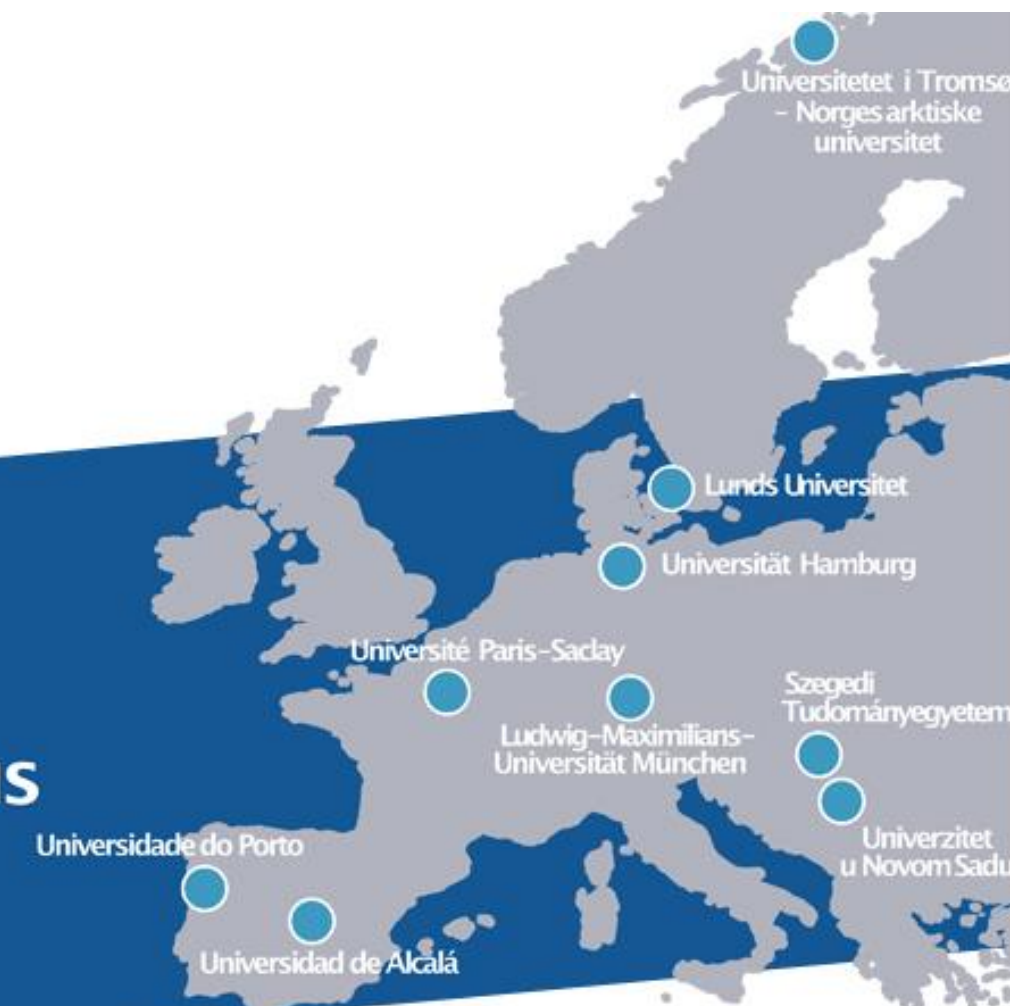 Universitetet i Tromsø
- Norges arktiske
universitet
Lunds Universitet
Universität Hamburg
Université Paris-Saclay
Szegedi
Tudományegyetem
Ludwig-Maximilians-
Universität München
Univerzitet
u Novom Sadu
Universidade do Porto
Universidad de Alcalá